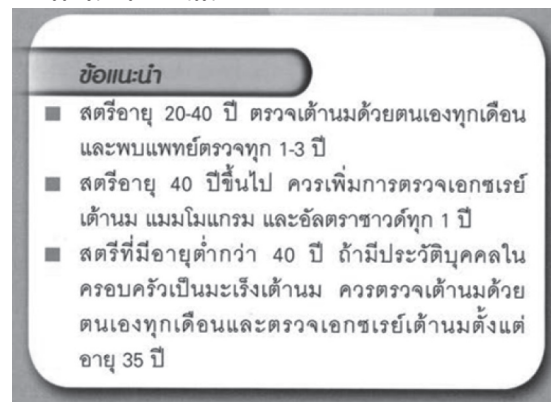 ข้อแนะนำ
■ สตรีอายุ 20-40 ปี ตรวจเต้านมด้วยตนเองทุกเดือน
และพบแพทย์ตรวจทุก 1-3 ปี
■ สตรีอายุ 40 ปีขึ้นไป ควรเพิ่มการตรวจเอกซเรย์
เต้านม แมมโมแกรม และอัลตราซาวด์ทุก 1 ปี
■ สตรีที่มีอายุต่ำกว่า 40 ปี ถ้ามีประวัติบุคคลใน
ครอบครัวเป็นมะเร็งเต้านม ควรตรวจเต้านมด้วย
ตนเองทุกเดือนและตรวจเอกซเรย์เต้านมตั้งแต่
อายุ 35 ปี